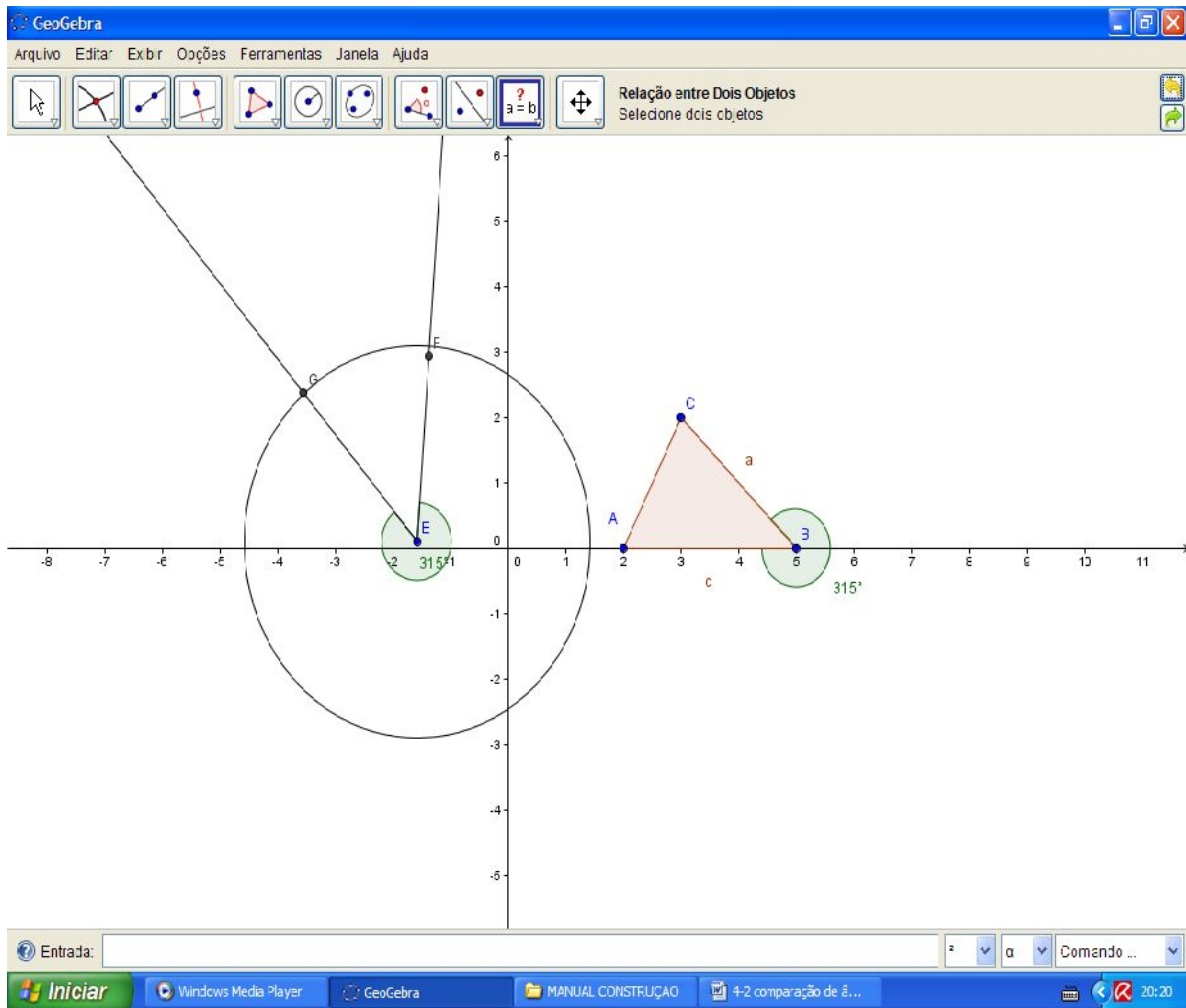 GeoGebra
Arquivo Editar Exibir Opções Ferramentas Janela Ajuda
? a = b
Relação entre Dois Objetos
Selecione dois objetos
6
5
4
3
2
1
0
-1
-2
-3
-4
-5
-8 -7 -6 -5 -4 -3 -2 -1 0 1 2 3 4 5 6 7 8 9 10 11
G
F
E
315°
C
a
A
B
c
315°
Entrada:
² α Comando ...
Iniciar Windows Media Player GeoGebra MANUAL CONSTRUÇAO 4-2 comparação de â... 20:20